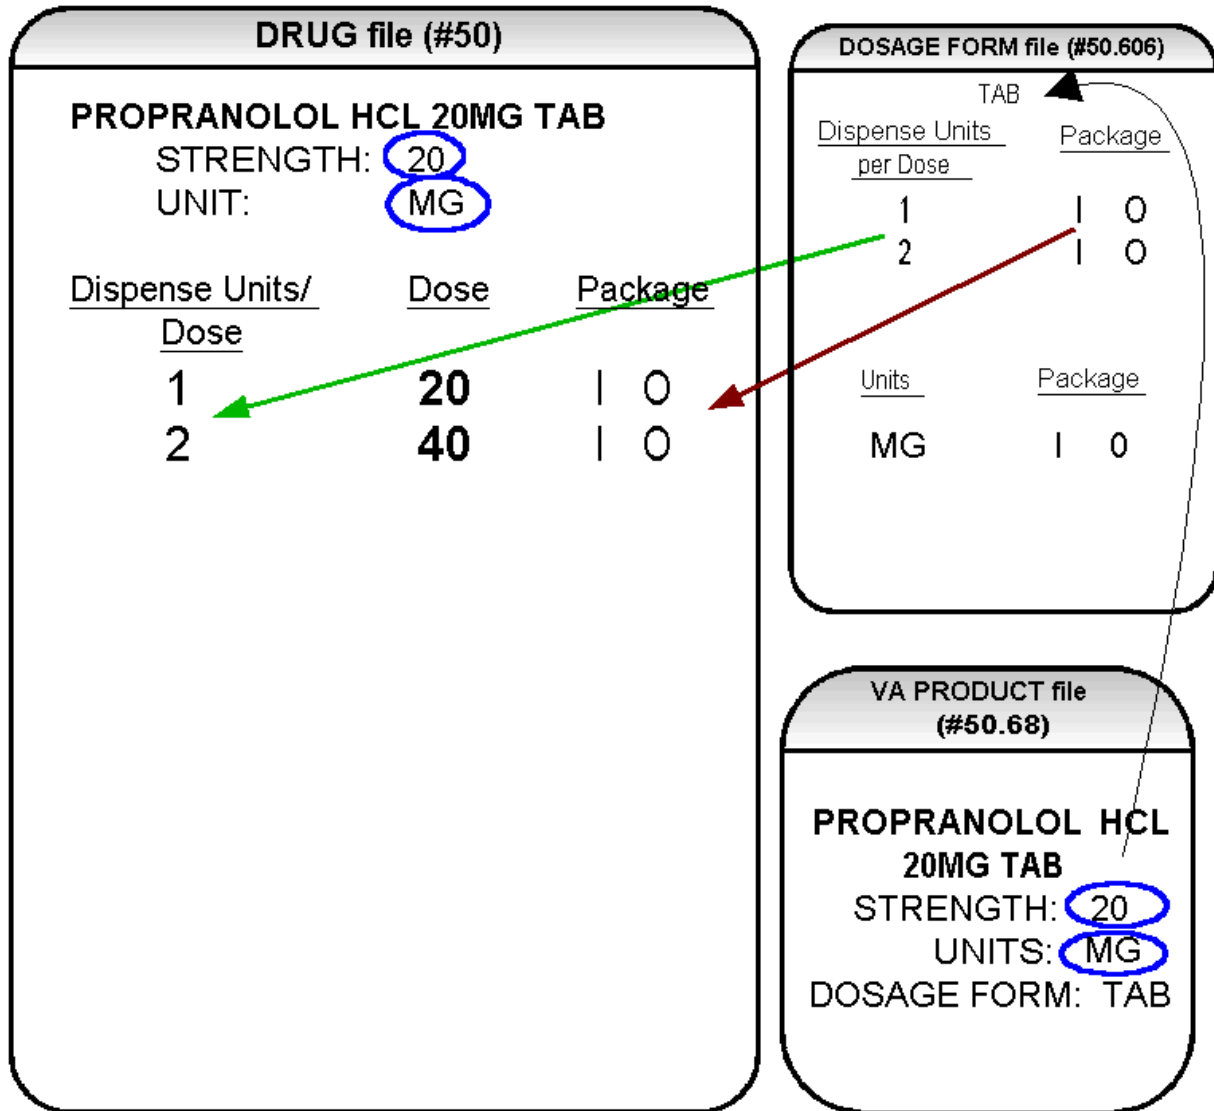 DRUG file (#50)
PROPRANOLOL HCL 20MG TAB
STRENGTH: 20
UNIT: MG
Dispense Units/ Dose Package
Dose
1 20 I O
2 40 I O
DOSAGE FORM file (#50.606)
TAB
Dispense Units Package
per Dose
1 I O
2 I O
Units Package
MG I 0
VA PRODUCT file
(#50.68)
PROPRANOLOL HCL
20MG TAB
STRENGTH: 20
UNITS: MG
DOSAGE FORM: TAB